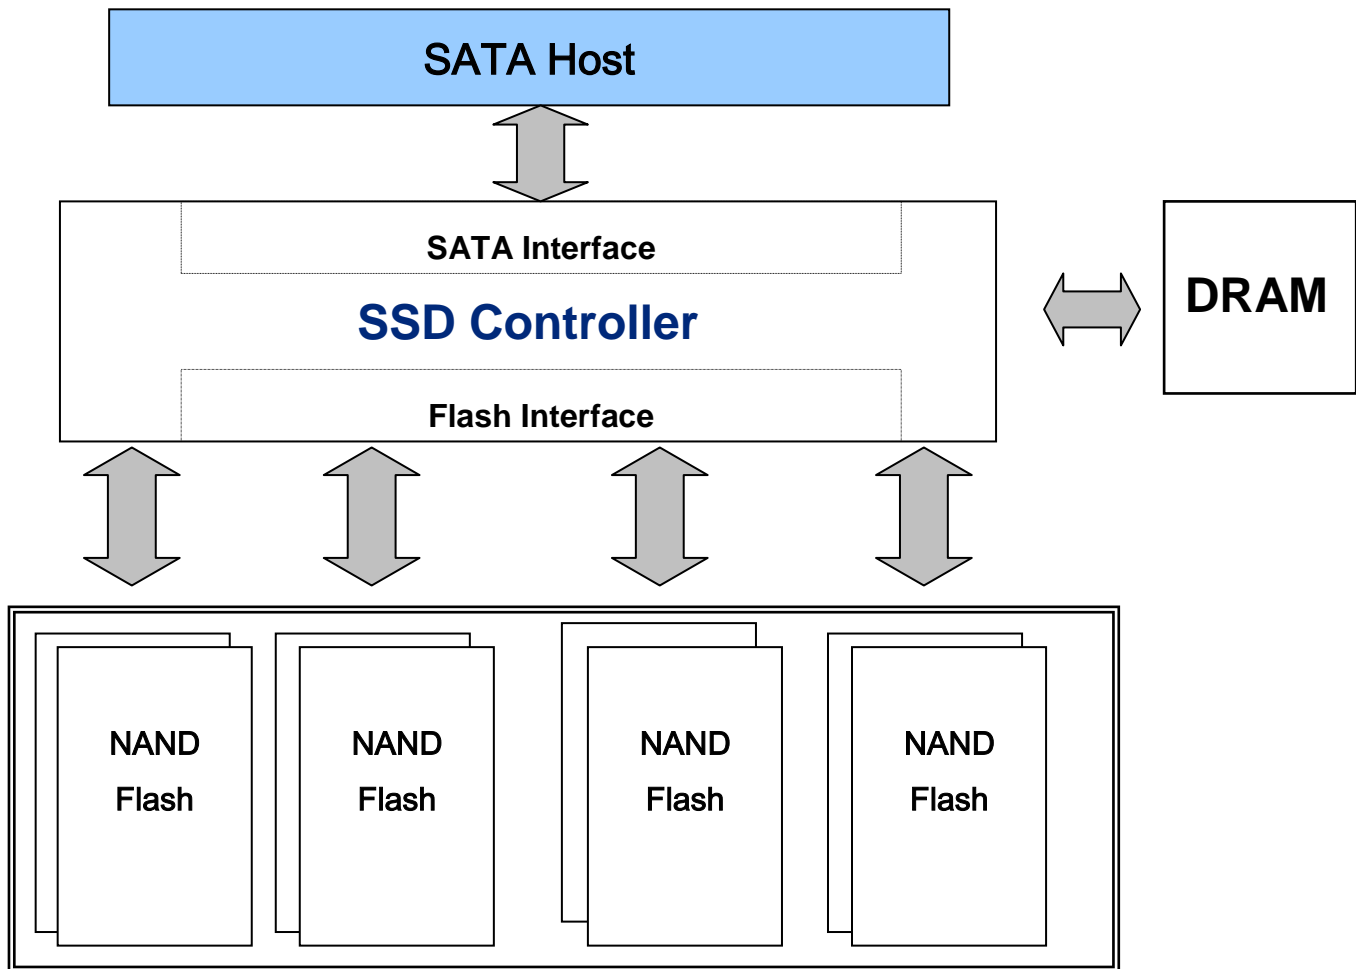 SATA Host
SATA Interface
SSD Controller
DRAM
Flash Interface
NAND
Flash
NAND
Flash
NAND
Flash
NAND
Flash